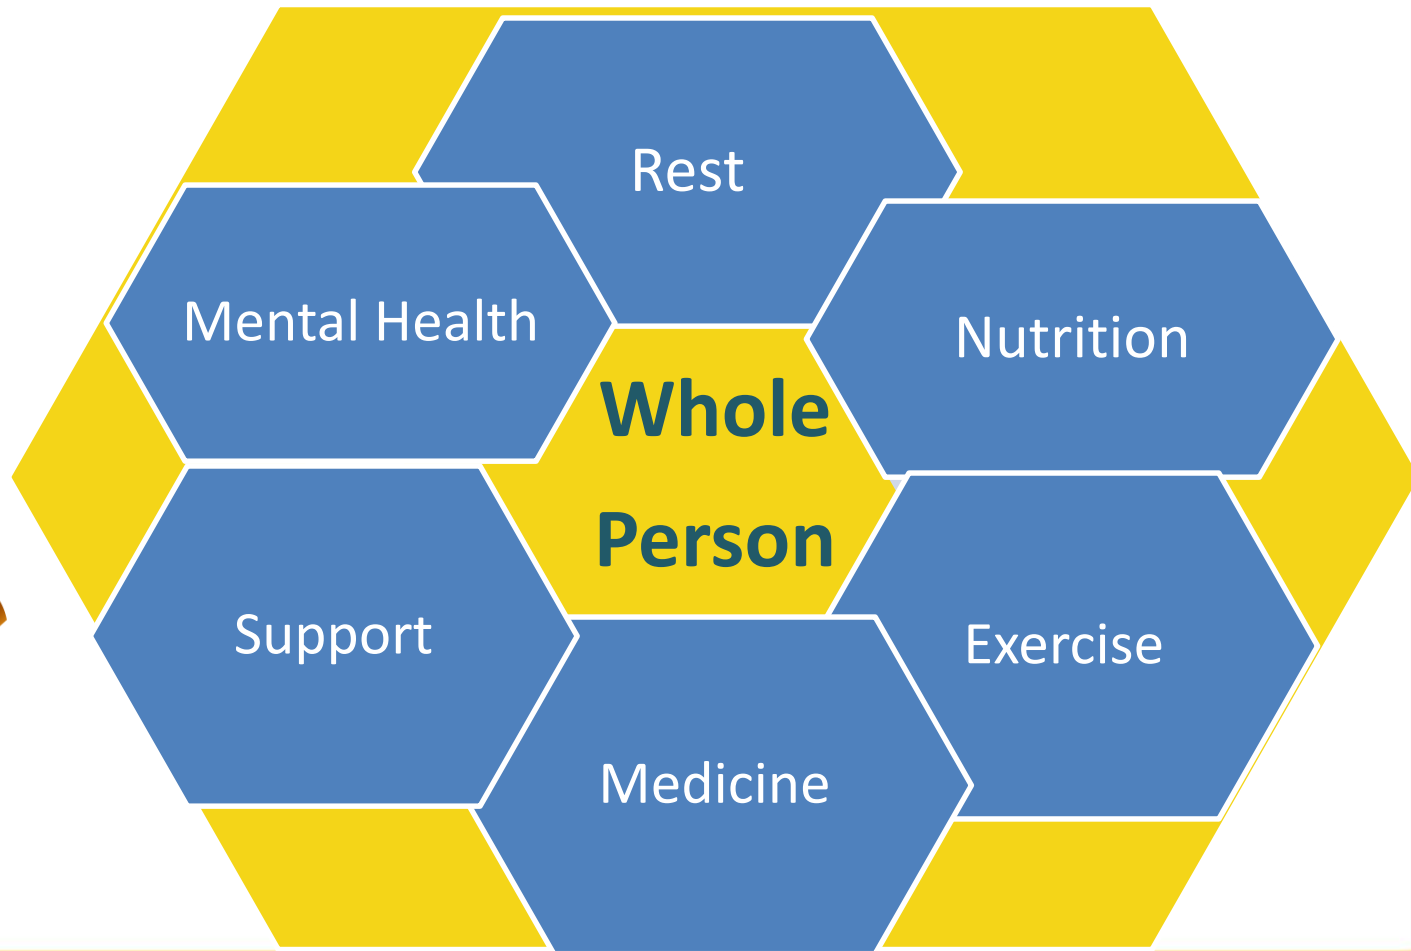 Rest
Mental Health
Nutrition
Whole
Person
Support
Exercise
Medicine